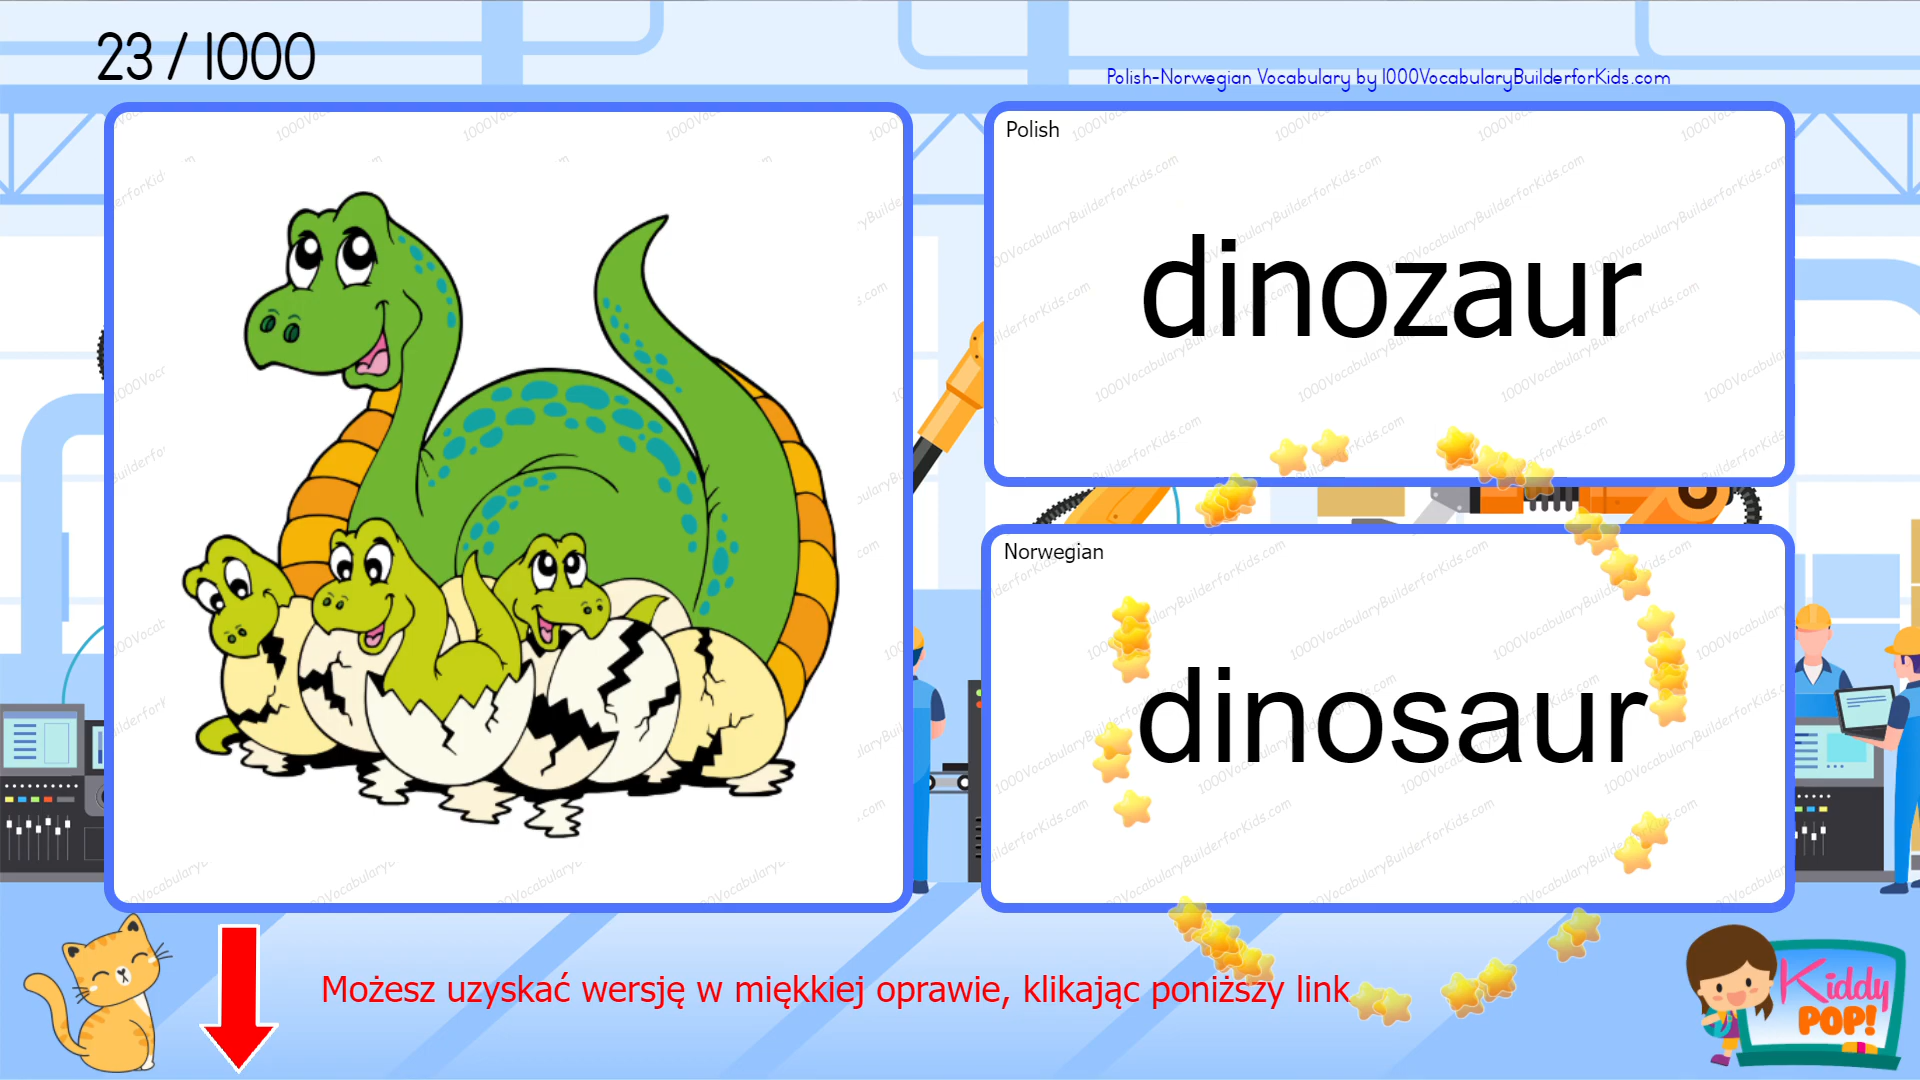 23 / 1000
Polish-Norwegian Vocabulary by 1000VocabularyBuilderforKids.com
Polish
dinozaur
Norwegian
dinosaur
Możesz uzyskać wersję w miękkiej oprawie, klikając poniższy link
Kiddy
POP!